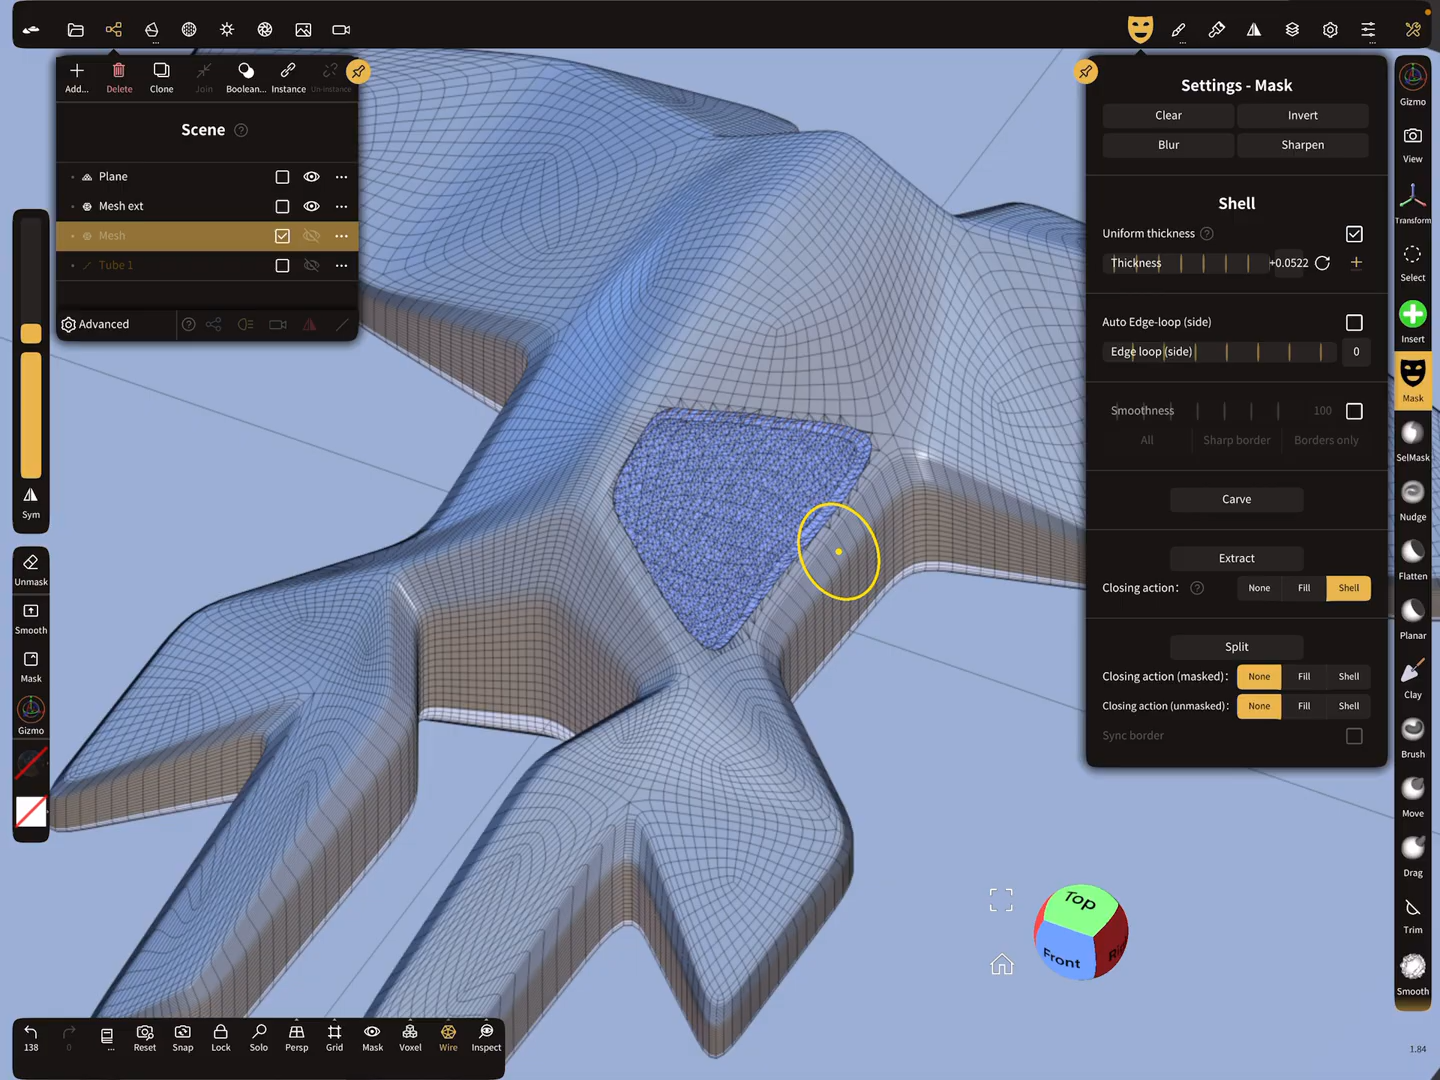 Add...
Delete
Clone
Join
Boolean...
Instance
Un-instance
Scene
?
Plane
...
Mesh ext
...
Mesh
...
Tube 1
...
Advanced
?
Sym
Unmask
Smooth
Mask
Gizmo
138
0
...
Reset
Snap
Lock
Solo
Persp
Grid
Mask
Voxel
Wire
Inspect
Top
Front
Ri
Settings - Mask
Clear
Invert
Blur
Sharpen
Shell
Uniform thickness ?
Thickness
+0.0522
+
Auto Edge-loop (side)
Edge loop (side)
0
Smoothness
100
All
Sharp border
Borders only
Carve
Extract
Closing action: ?
None
Fill
Shell
Split
Closing action (masked):
None
Fill
Shell
Closing action (unmasked):
None
Fill
Shell
Sync border
Gizmo
View
Transform
Select
Insert
Mask
SelMask
Nudge
Flatten
Planar
Clay
Brush
Move
Drag
Trim
Smooth
1.84